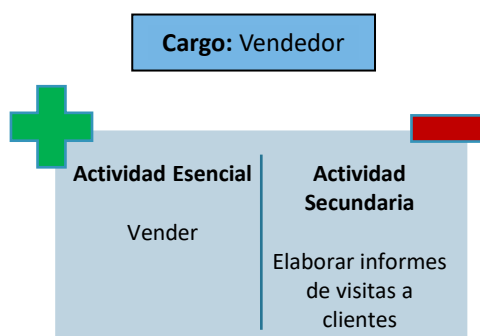 Cargo: Vendedor
Actividad Esencial
Vender
Actividad
Secundaria
Elaborar informes
de visitas a
clientes